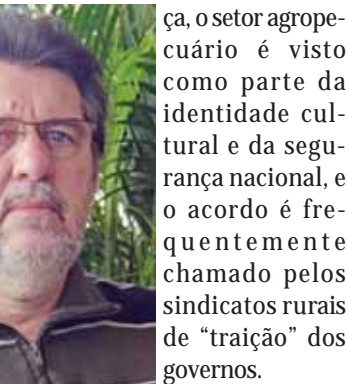 ça, o setor agrope-
cuário é visto
como parte da
identidade cul-
tural e da segu-
rança nacional, e
o acordo é fre-
quentemente
chamado pelos
sindicatos rurais
de “traição” dos
governos.